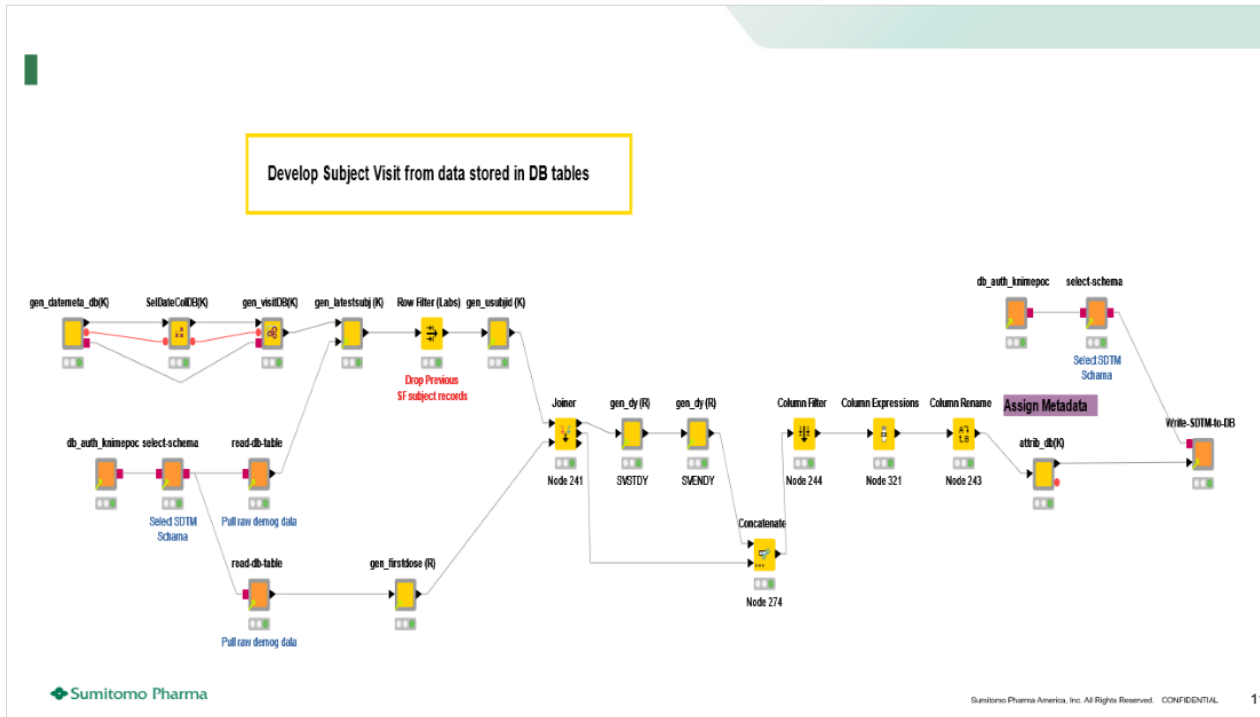 Develop Subject Visit from data stored in DB tables
db_auth_knimepoc select-schema
gen_datemeta_db(K) SelDateColDB(K) gen_visitDB(K) gen_latestsubj (K) Row Filter (Labs) gen_usubjid (K)
Select SDTM
Schama
Drop Previous
SF subject records
Joiner gen_dy (R) gen_dy (R) Column Filter Column Expressions Column Rename Assign Metadata
Write-SDTM-to-DB
db_auth_knimepoc select-schema read-db-table
attrib_db(K)
Node 241 SVSTDY SVENDY Node 244 Node 321 Node 243
Select SDTM Pull raw demog data
Schama
Concatenate
read-db-table gen_firstdose (R)
Node 274
Pull raw demog data
Sumitomo Pharma
Sumitomo Pharma America, Inc. All Rights Reserved. CONFIDENTIAL